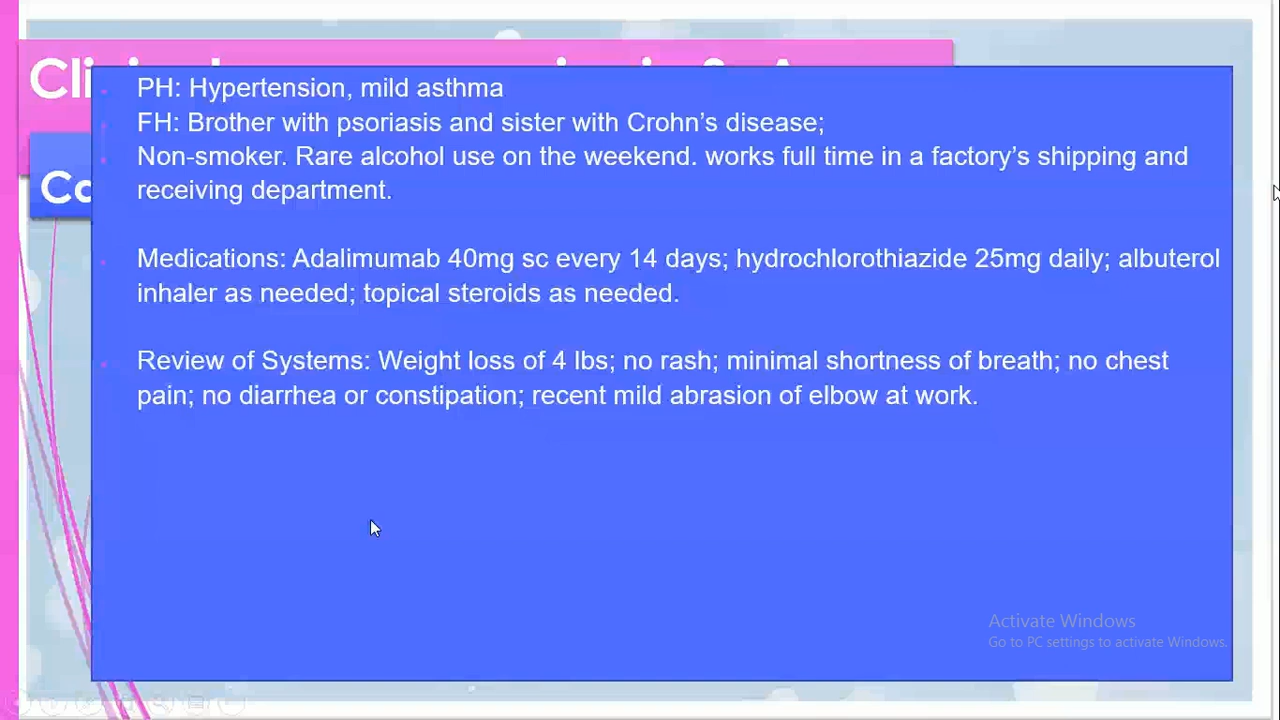 PH: Hypertension, mild asthma
FH: Brother with psoriasis and sister with Crohn’s disease;
Non-smoker. Rare alcohol use on the weekend. works full time in a factory’s shipping and
receiving department.
Medications: Adalimumab 40mg sc every 14 days; hydrochlorothiazide 25mg daily; albuterol
inhaler as needed; topical steroids as needed.
Review of Systems: Weight loss of 4 lbs; no rash; minimal shortness of breath; no chest
pain; no diarrhea or constipation; recent mild abrasion of elbow at work.
Activate Windows
Go to PC settings to activate Windows.